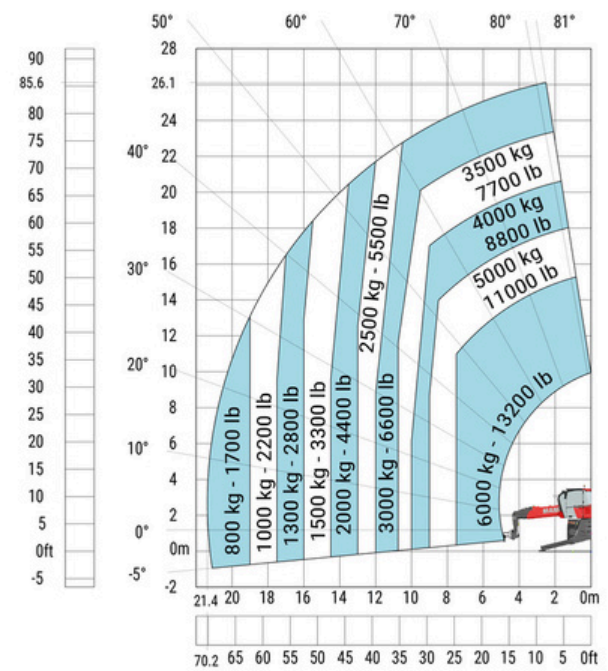 50° 60° 70° 80° 81°
28
90
85.6 26.1
80 24
75
70 22
40°
65 20
60 18
55
30° 16
50
45 14
40 12
35
20° 10
30
25 8
20 6
10°
15
4
10
5 2
0°
0ft 0m
-5 -5°
-2
3500 kg
7700 lb
4000 kg
8800 lb
5000 kg
11000 lb
6000 kg - 13200 lb
800 kg - 1700 lb
1000 kg - 2200 lb
1300 kg - 2800 lb
1500 kg - 3300 lb
2000 kg - 4400 lb
2500 kg - 5500 lb
3000 kg - 6600 lb
21.4 20 18 16 14 12 10 8 6 4 2 0m
70.2 65 60 55 50 45 40 35 30 25 20 15 10 5 0ft